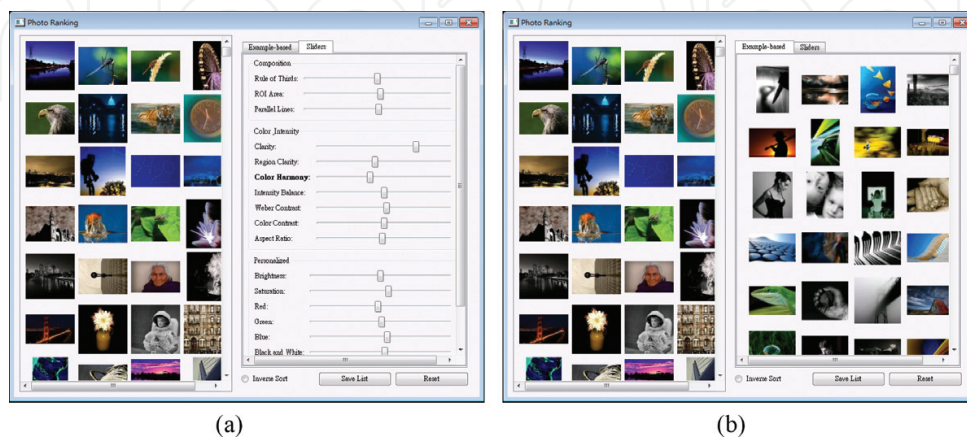 Photo Ranking
Example-based Sliders
Composition
Rule of Thirds:
ROI Area:
Parallel Lines:
Color ,Intensity
Clarity:
Region Clarity:
Color Harmony:
Intensity Balance:
Weber Contrast:
Color Contrast:
Aspect Ratio:
Personalized
Brightness:
Saturation:
Red:
Green:
Blue:
Black and White:
Inverse Sort Save List Reset
(a)
Photo Ranking
Example-based Sliders
Inverse Sort Save List Reset
(b)